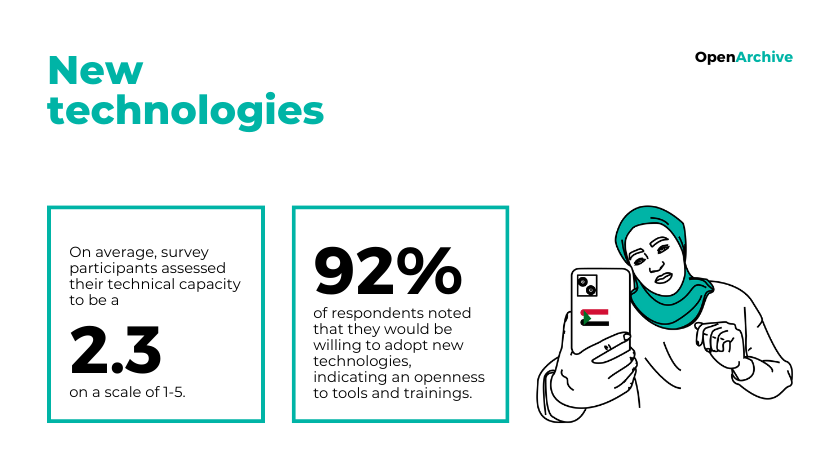 New
technologies
OpenArchive
On average, survey
participants assessed
their technical capacity
to be a
2.3
on a scale of 1-5.
92%
of respondents noted
that they would be
willing to adopt new
technologies,
indicating an openness
to tools and trainings.